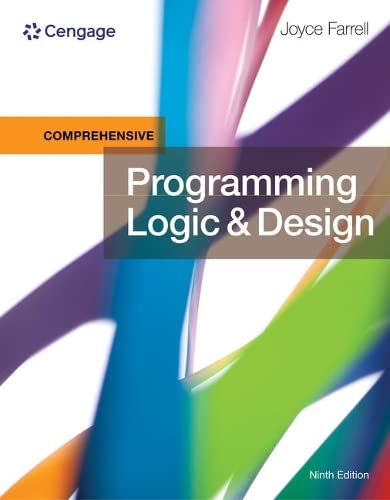 Cengage
Joyce Farrell
COMPREHENSIVE
Programming
Logic & Design
Ninth Edition